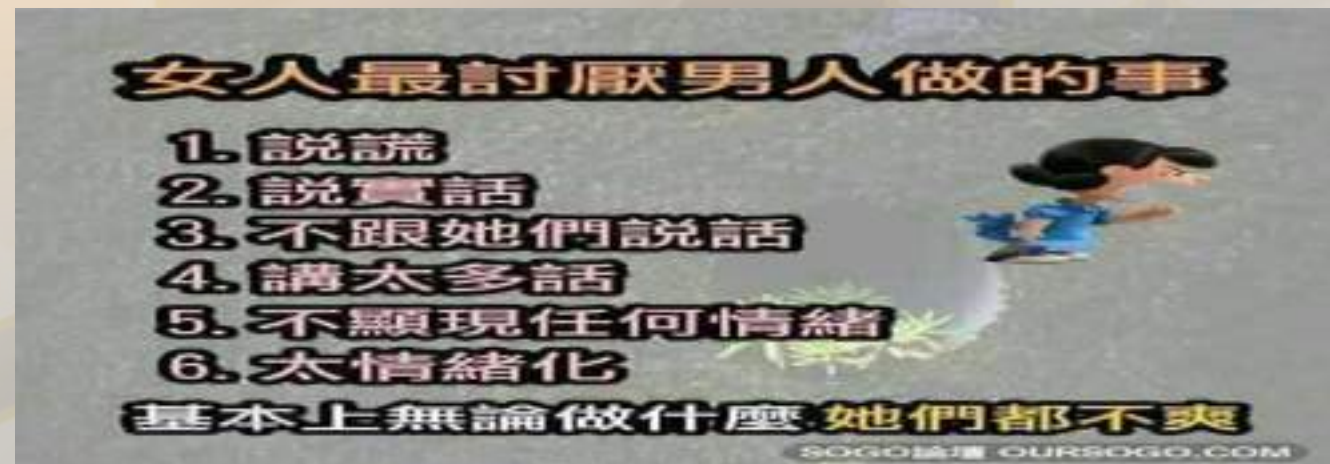 女人最討厭男人做的事
1. 説謊
2. 説實話
3. 不跟她們説話
4. 講太多話
5. 不顯現任何情緒
6. 太情緒化
基本上無論做什麼 她們都不爽
SOGO論壇 OURSOGO.COM